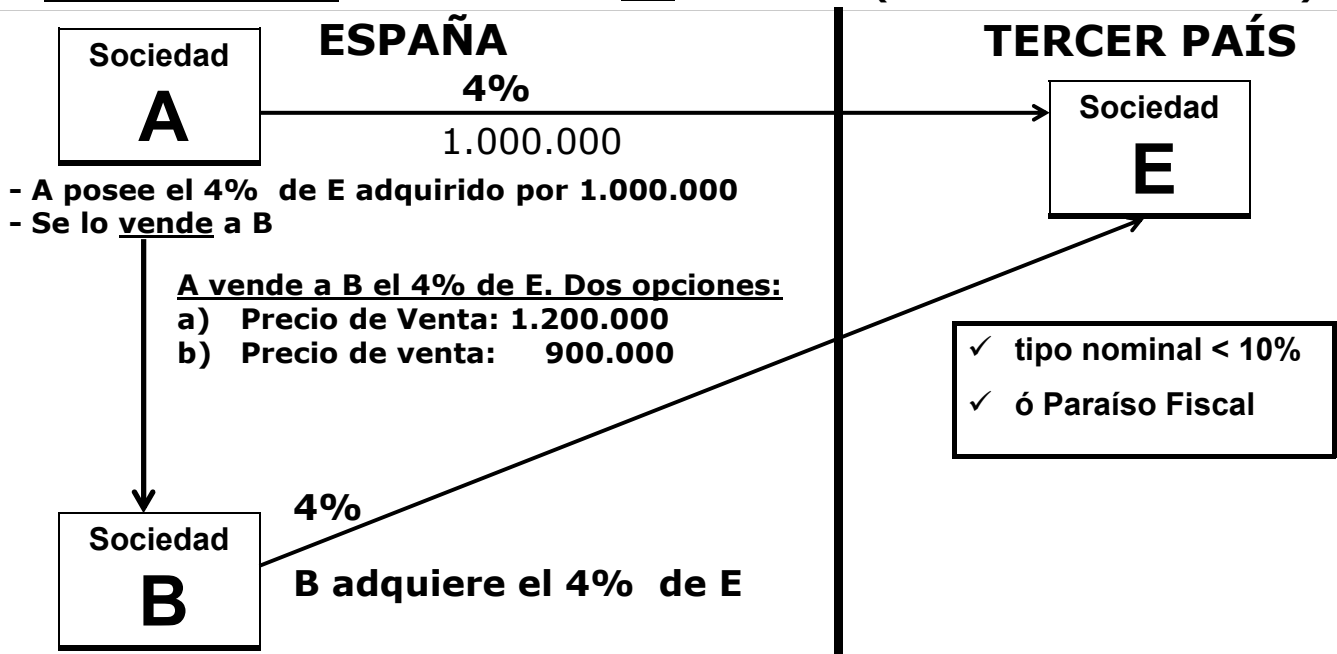 ESPAÑA
TERCER PAÍS
Sociedad
A
4%
1.000.000
Sociedad
E
- A posee el 4% de E adquirido por 1.000.000
- Se lo vende a B
A vende a B el 4% de E. Dos opciones:
a) Precio de Venta: 1.200.000
b) Precio de venta: 900.000
✓ tipo nominal < 10%
✓ ó Paraíso Fiscal
4%
Sociedad
B
B adquiere el 4% de E